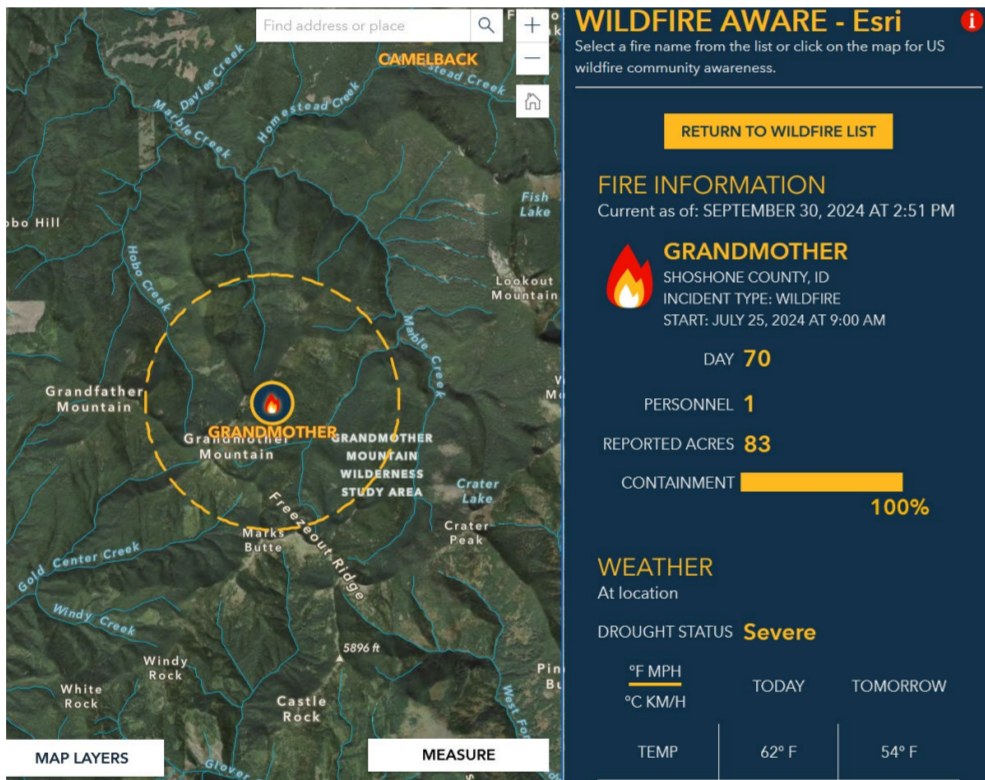 Find address or place
CAMELBACK
Homestead Creek
Davies Creek
Marble Creek
Homestead Creek
Fish
Lake
Hobo Hill
Hobo Creek
Lookout
Mountain
Marble Creek
Grandfather
Mountain
GRANDMOTHER
Grandmother
Mountain
GRANDMOTHER
MOUNTAIN
WILDERNESS
STUDY AREA
Crater
Lake
Crater
Peak
Freezeout Ridge
Marks
Butte
Gold Center Creek
Windy Creek
5896 ft
Windy
Rock
White
Rock
Castle
Rock
West For
Pin
Bu
Glover
MAP LAYERS
MEASURE
WILDFIRE AWARE - Esri
Select a fire name from the list or click on the map for US
wildfire community awareness.
RETURN TO WILDFIRE LIST
FIRE INFORMATION
Current as of: SEPTEMBER 30, 2024 AT 2:51 PM
GRANDMOTHER
SHOSHONE COUNTY, ID
INCIDENT TYPE: WILDFIRE
START: JULY 25, 2024 AT 9:00 AM
DAY 70
PERSONNEL 1
REPORTED ACRES 83
CONTAINMENT
100%
WEATHER
At location
DROUGHT STATUS Severe
°F MPH
°C KM/H
TODAY TOMORROW
TEMP 62° F 54° F